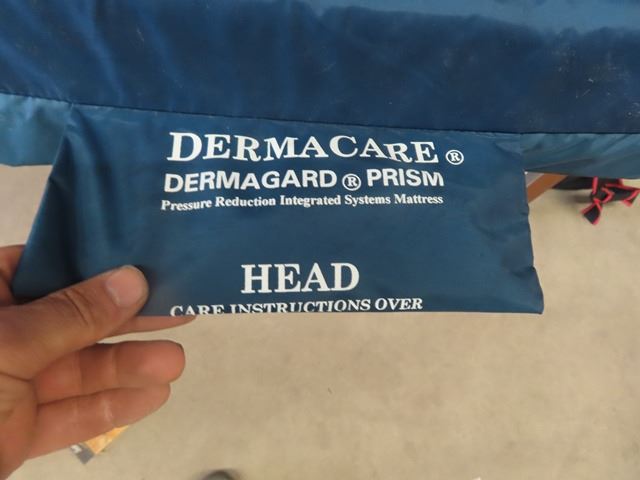 DERMACARE®
DERMAGARD® PRISM
Pressure Reduction Integrated Systems Mattress
HEAD
CARE INSTRUCTIONS OVER